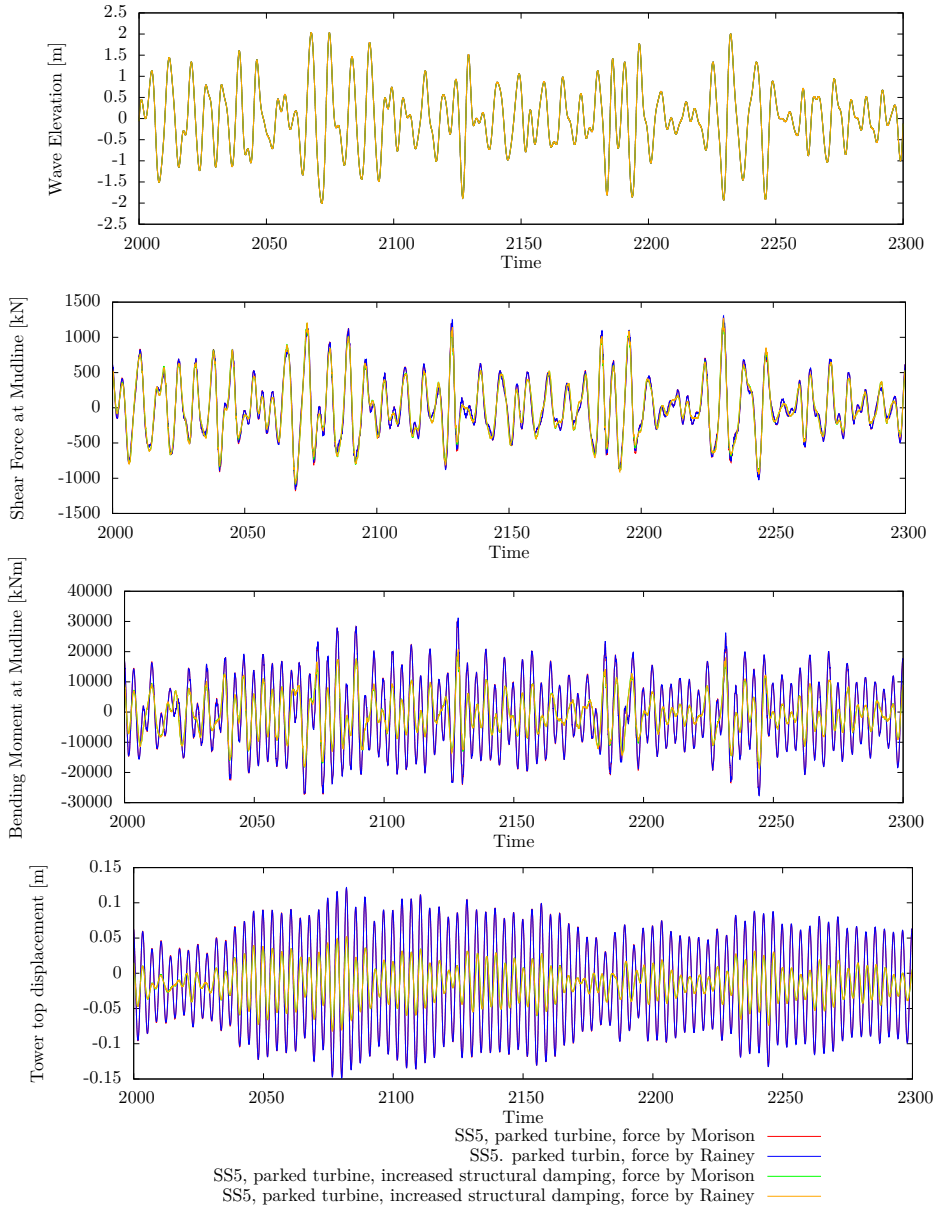 2.5
2
1.5
1
0.5
0
-0.5
-1
-1.5
-2
-2.5
Wave Elevation [m]
2000 2050 2100 2150 2200 2250 2300
Time
1500
1000
500
0
-500
-1000
-1500
Shear Force at Mudline [kN]
2000 2050 2100 2150 2200 2250 2300
Time
40000
30000
20000
10000
0
-10000
-20000
-30000
Bending Moment at Mudline [kNm]
2000 2050 2100 2150 2200 2250 2300
Time
0.15
0.1
0.05
0
-0.05
-0.1
-0.15
Tower top displacement [m]
2000 2050 2100 2150 2200 2250 2300
Time
SS5, parked turbine, force by Morison
SS5. parked turbin, force by Rainey
SS5, parked turbine, increased structural damping, force by Morison
SS5, parked turbine, increased structural damping, force by Rainey